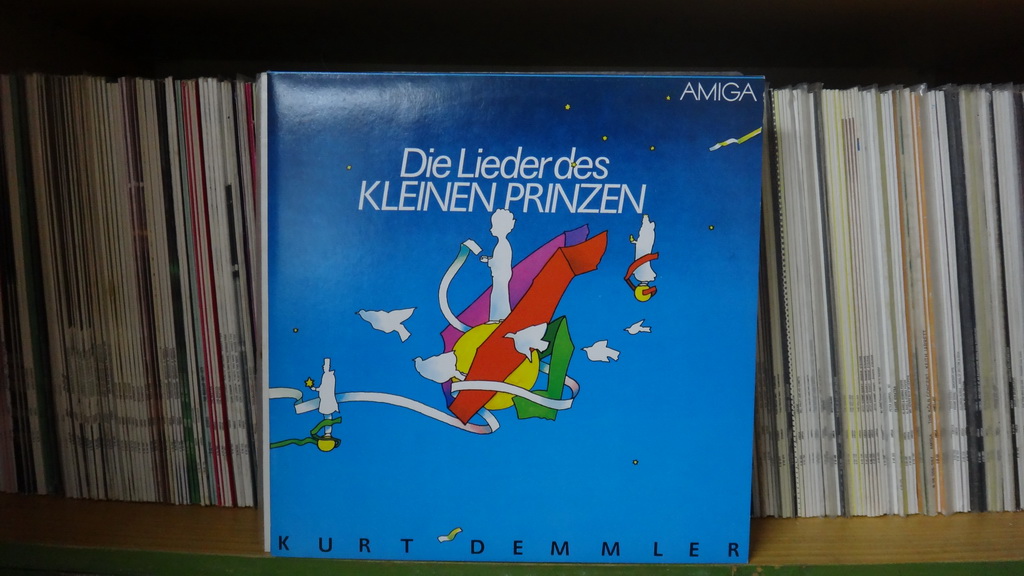 AMIGA
Die Lieder des
KLEINEN PRINZEN
KURT DEMMLER